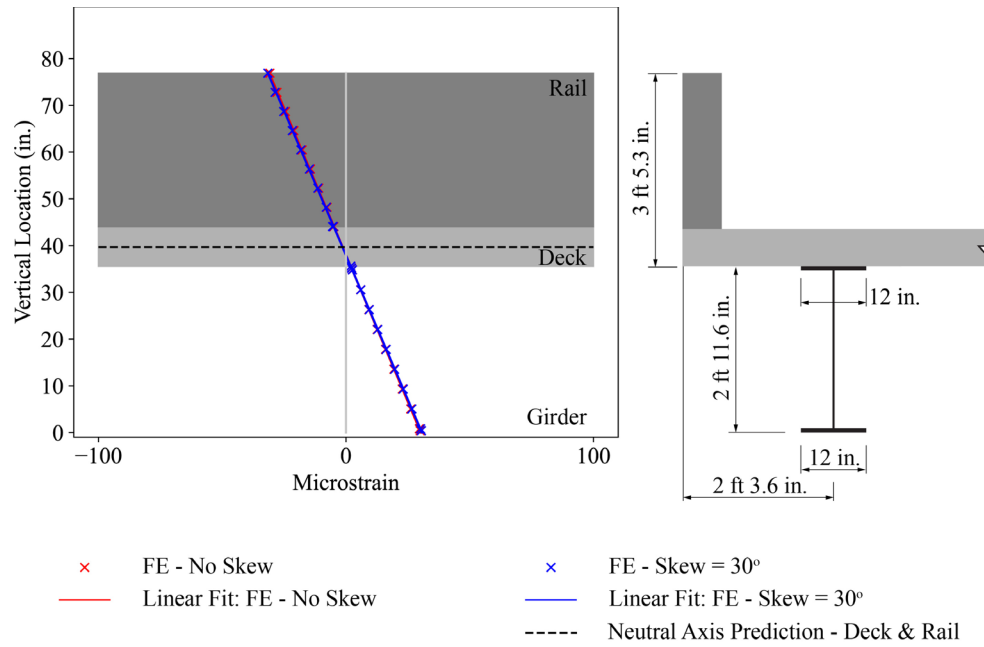 80
70
60
50
40
30
20
10
0
Vertical Location (in.)
Rail
Deck
Girder
−100
0
100
Microstrain
3 ft 5.3 in.
12 in.
2 ft 11.6 in.
12 in.
2 ft 3.6 in.
FE - No Skew
Linear Fit: FE - No Skew
FE - Skew = 30°
Linear Fit: FE - Skew = 30°
Neutral Axis Prediction - Deck & Rail